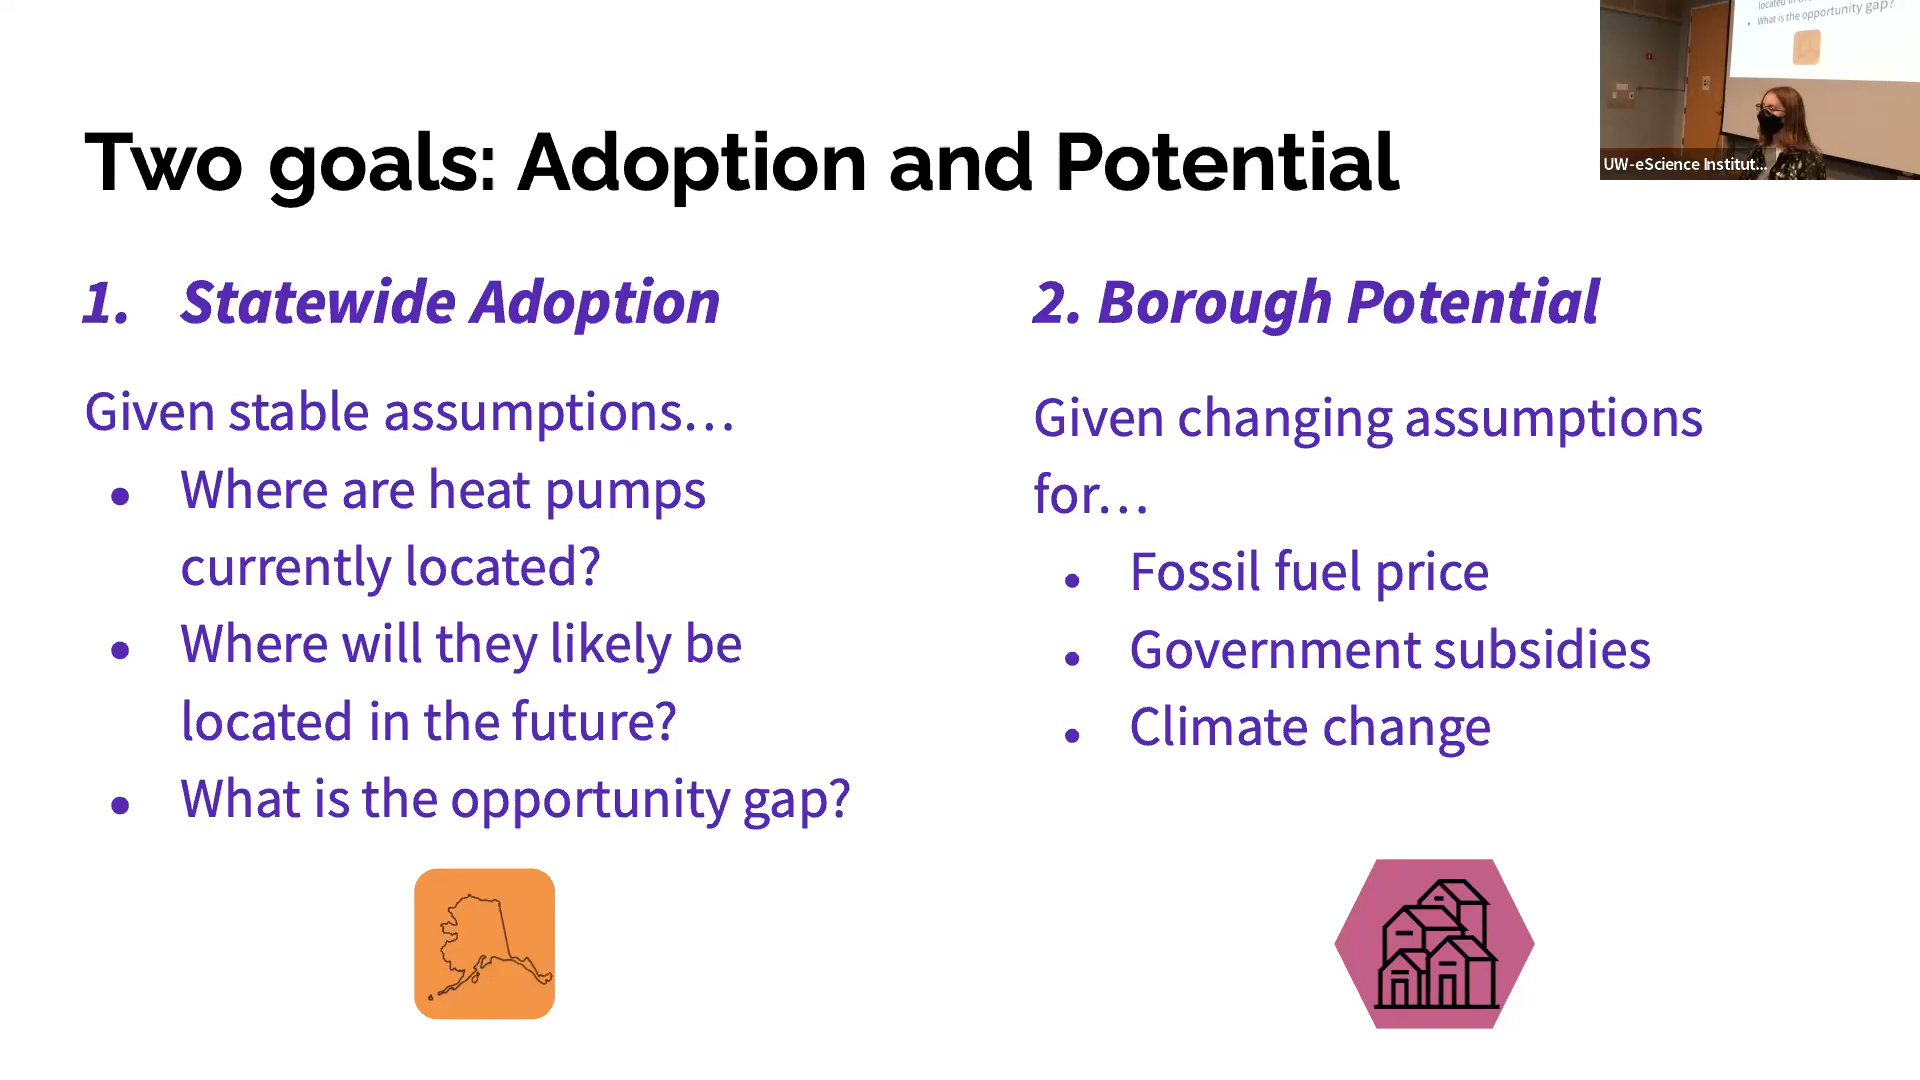 Two goals: Adoption and Potential
1. Statewide Adoption
Given stable assumptions…
● Where are heat pumps
currently located?
● Where will they likely be
located in the future?
● What is the opportunity gap?
2. Borough Potential
Given changing assumptions
for…
● Fossil fuel price
● Government subsidies
● Climate change
located in
• What is the opportunity gap?
UW-eScience Institut...